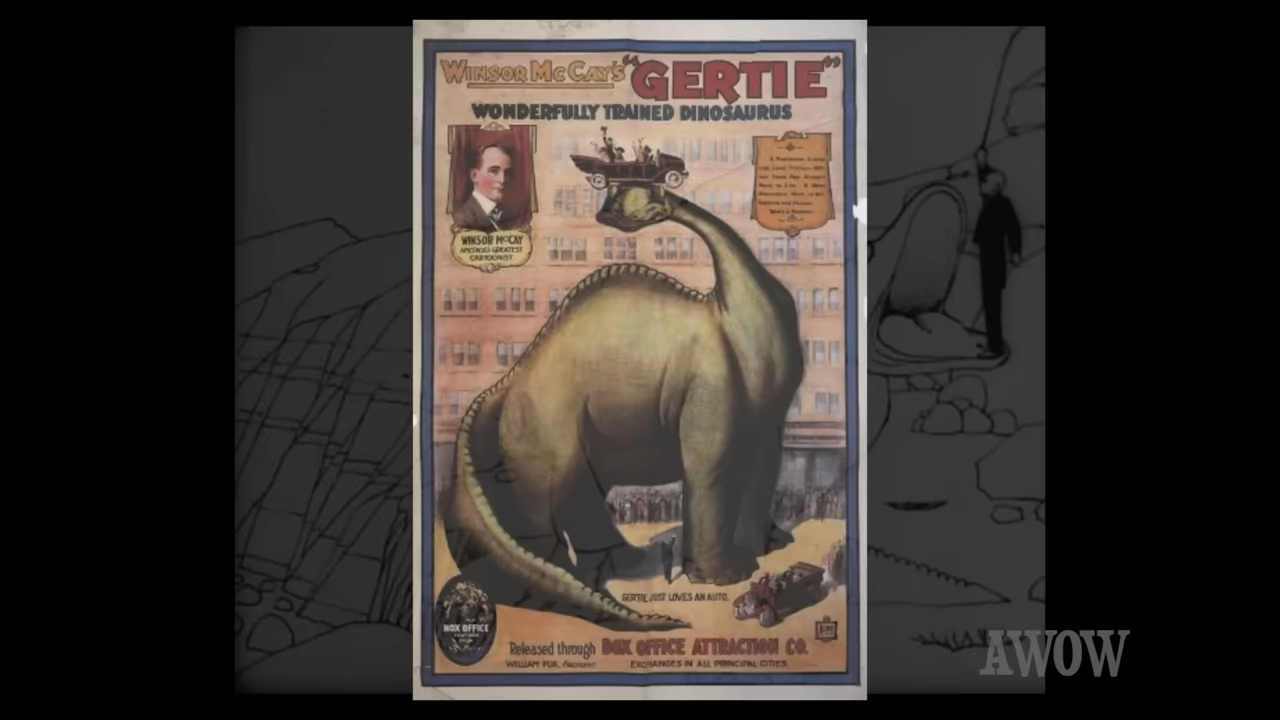 WINSOR McCAY'S "GERTIE"
WONDERFULLY TRAINED DINOSAURUS
WINSOR McCAY
AMERICA'S GREATEST
CARTOONIST
GERTIE JUST LOVES AN AUTO.
BOX OFFICE
Released through BOX OFFICE ATTRACTION CO.
WILLIAM FOX, PRESIDENT EXCHANGES IN ALL PRINCIPAL CITIES.
AWOW